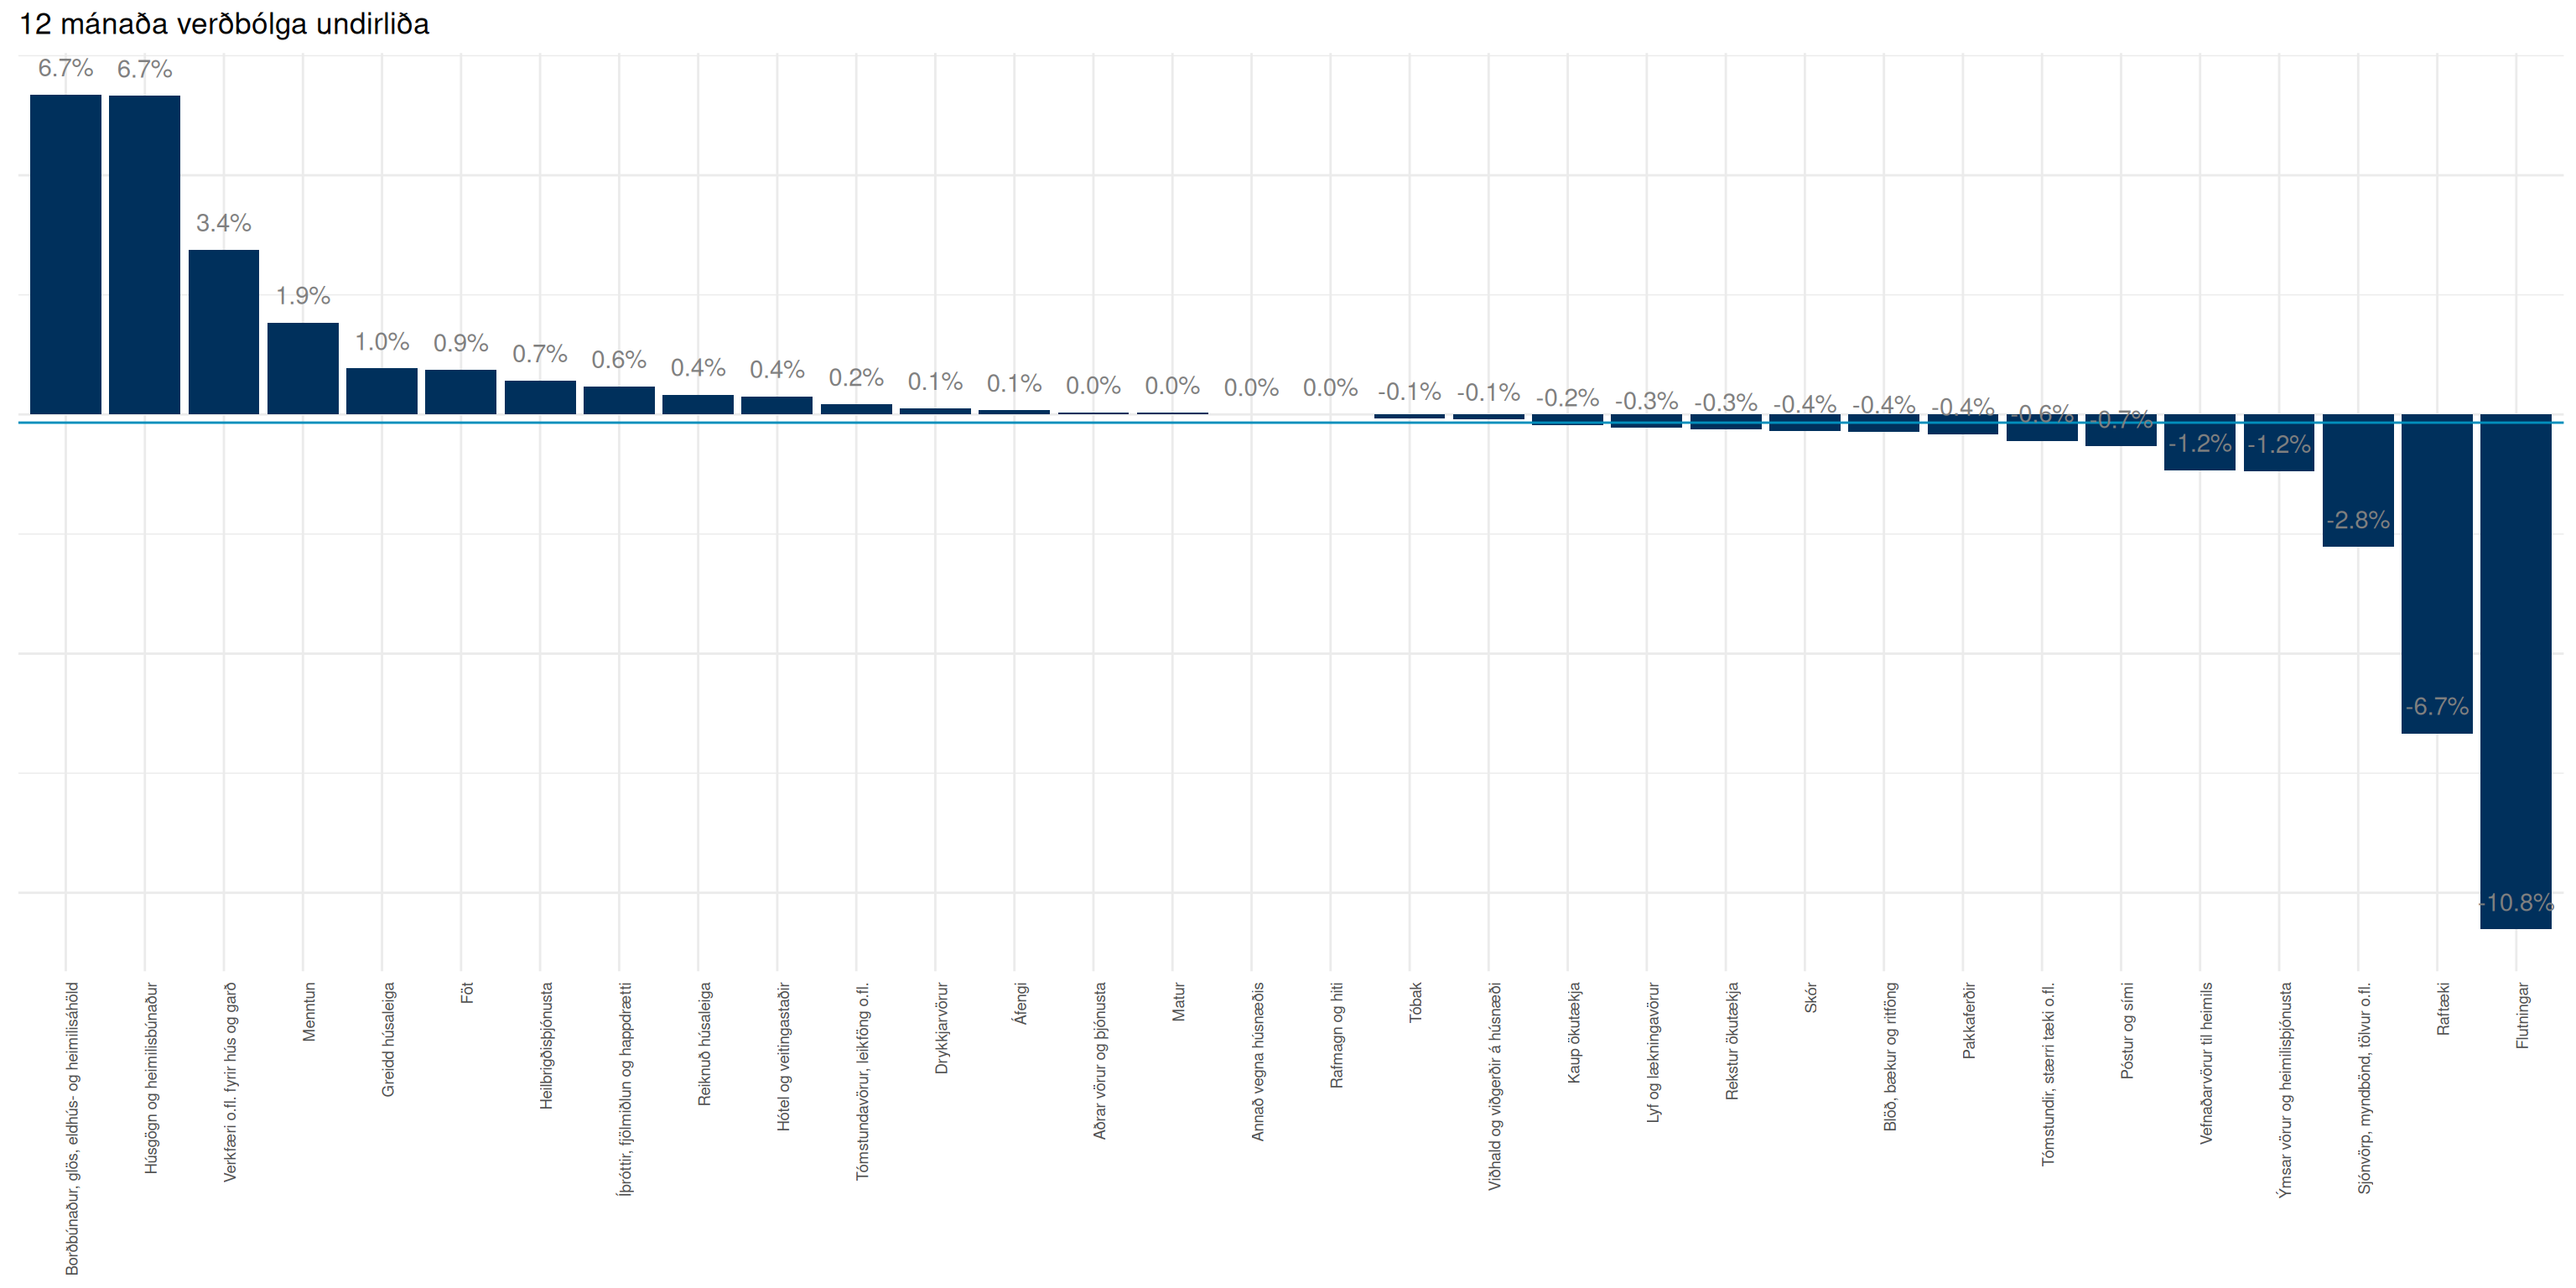 12 mánaða verðbólga undirliða
6.7%
6.7%
3.4%
1.9%
1.0%
0.9%
0.7%
0.6%
0.4%
0.4%
0.2%
0.1%
0.1%
0.0%
0.0%
0.0%
0.0%
-0.1%
-0.1%
-0.2%
-0.3%
-0.3%
-0.4%
-0.4%
-0.4%
-0.6%
-0.7%
-1.2%
-1.2%
-2.8%
-6.7%
-10.8%
Borðbúnaður, glös, eldhús- og heimilisáhöld
Húsgögn og heimilisbúnaður
Verkfæri o.fl. fyrir hús og garð
Menntun
Greidd húsaleiga
Föt
Heilbrigðisþjónusta
Íþróttir, fjölmiðlun og happdrætti
Reiknuð húsaleiga
Hótel og veitingastaðir
Tómstundavörur, leikföng o.fl.
Drykkjarvörur
Áfengi
Aðrar vörur og þjónusta
Matur
Annað vegna húsnæðis
Rafmagn og hiti
Tóbak
Viðhald og viðgerðir á húsnæði
Kaup ökutækja
Lyf og lækningavörur
Rekstur ökutækja
Skór
Blöð, bækur og ritföng
Pakkaferðir
Tómstundir, stærri tæki o.fl.
Póstur og sími
Vefnaðarvörur til heimils
Ýmsar vörur og heimilisþjónusta
Sjónvörp, myndbönd, tölvur o.fl.
Raftæki
Flutningar